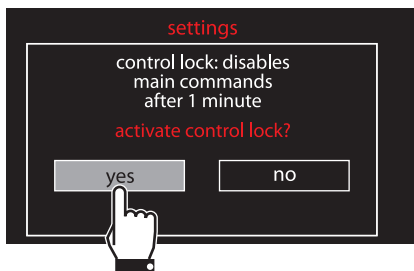 settings
control lock: disables
main commands
after 1 minute
activate control lock?
yes
no